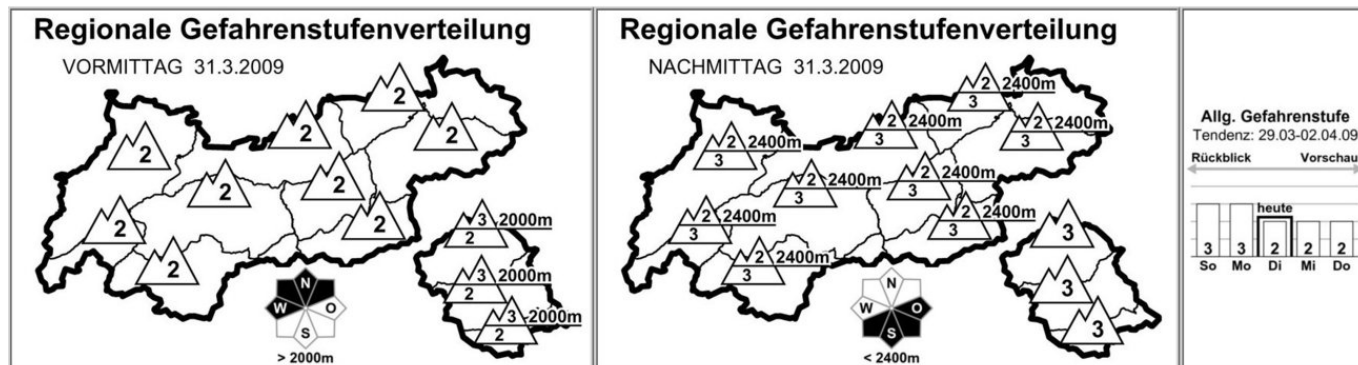 Regionale Gefahrenstufenverteilung
VORMITTAG 31.3.2009
2
2
2
2
2
2
2
2
2
2
3 2000m
2
3 2000m
2
3 2000m
2
N
W O
S
> 2000m
Regionale Gefahrenstufenverteilung
NACHMITTAG 31.3.2009
2 2400m
3
2 2400m
3
2 2400m
3
2 2400m
3
2 2400m
3
2 2400m
3
2 2400m
3
2 2400m
3
2 2400m
3
3
3
3
N
W O
S
< 2400m
Allg. Gefahrenstufe
Tendenz: 29.03-02.04.09
Rückblick Vorschau
heute
3 3 2 2 2
So Mo Di Mi Do